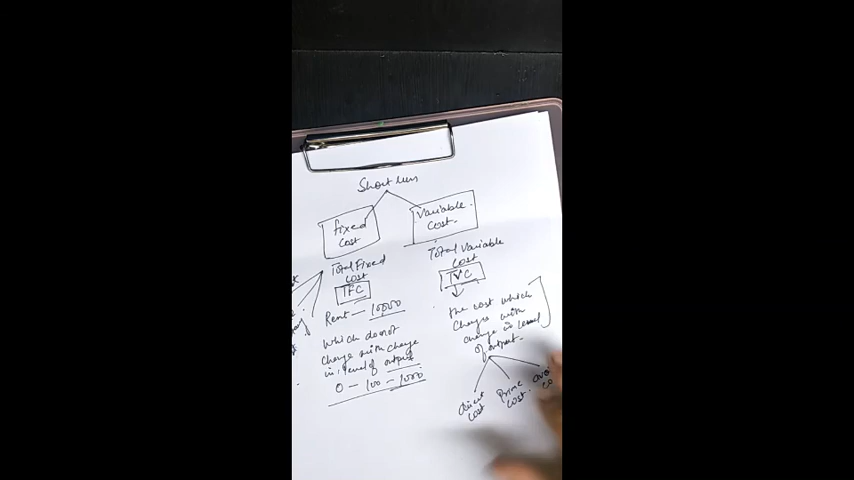 Short run
fixed
cost
Variable
cost
Total Fixed
cost
TFC
Rent - 10,000
which do not
change with change
in level of output
0 - 100 - 1000
Total Variable
cost
TVC
the cost which
changes with
change in level
of output
direct
cost
Prime
cost